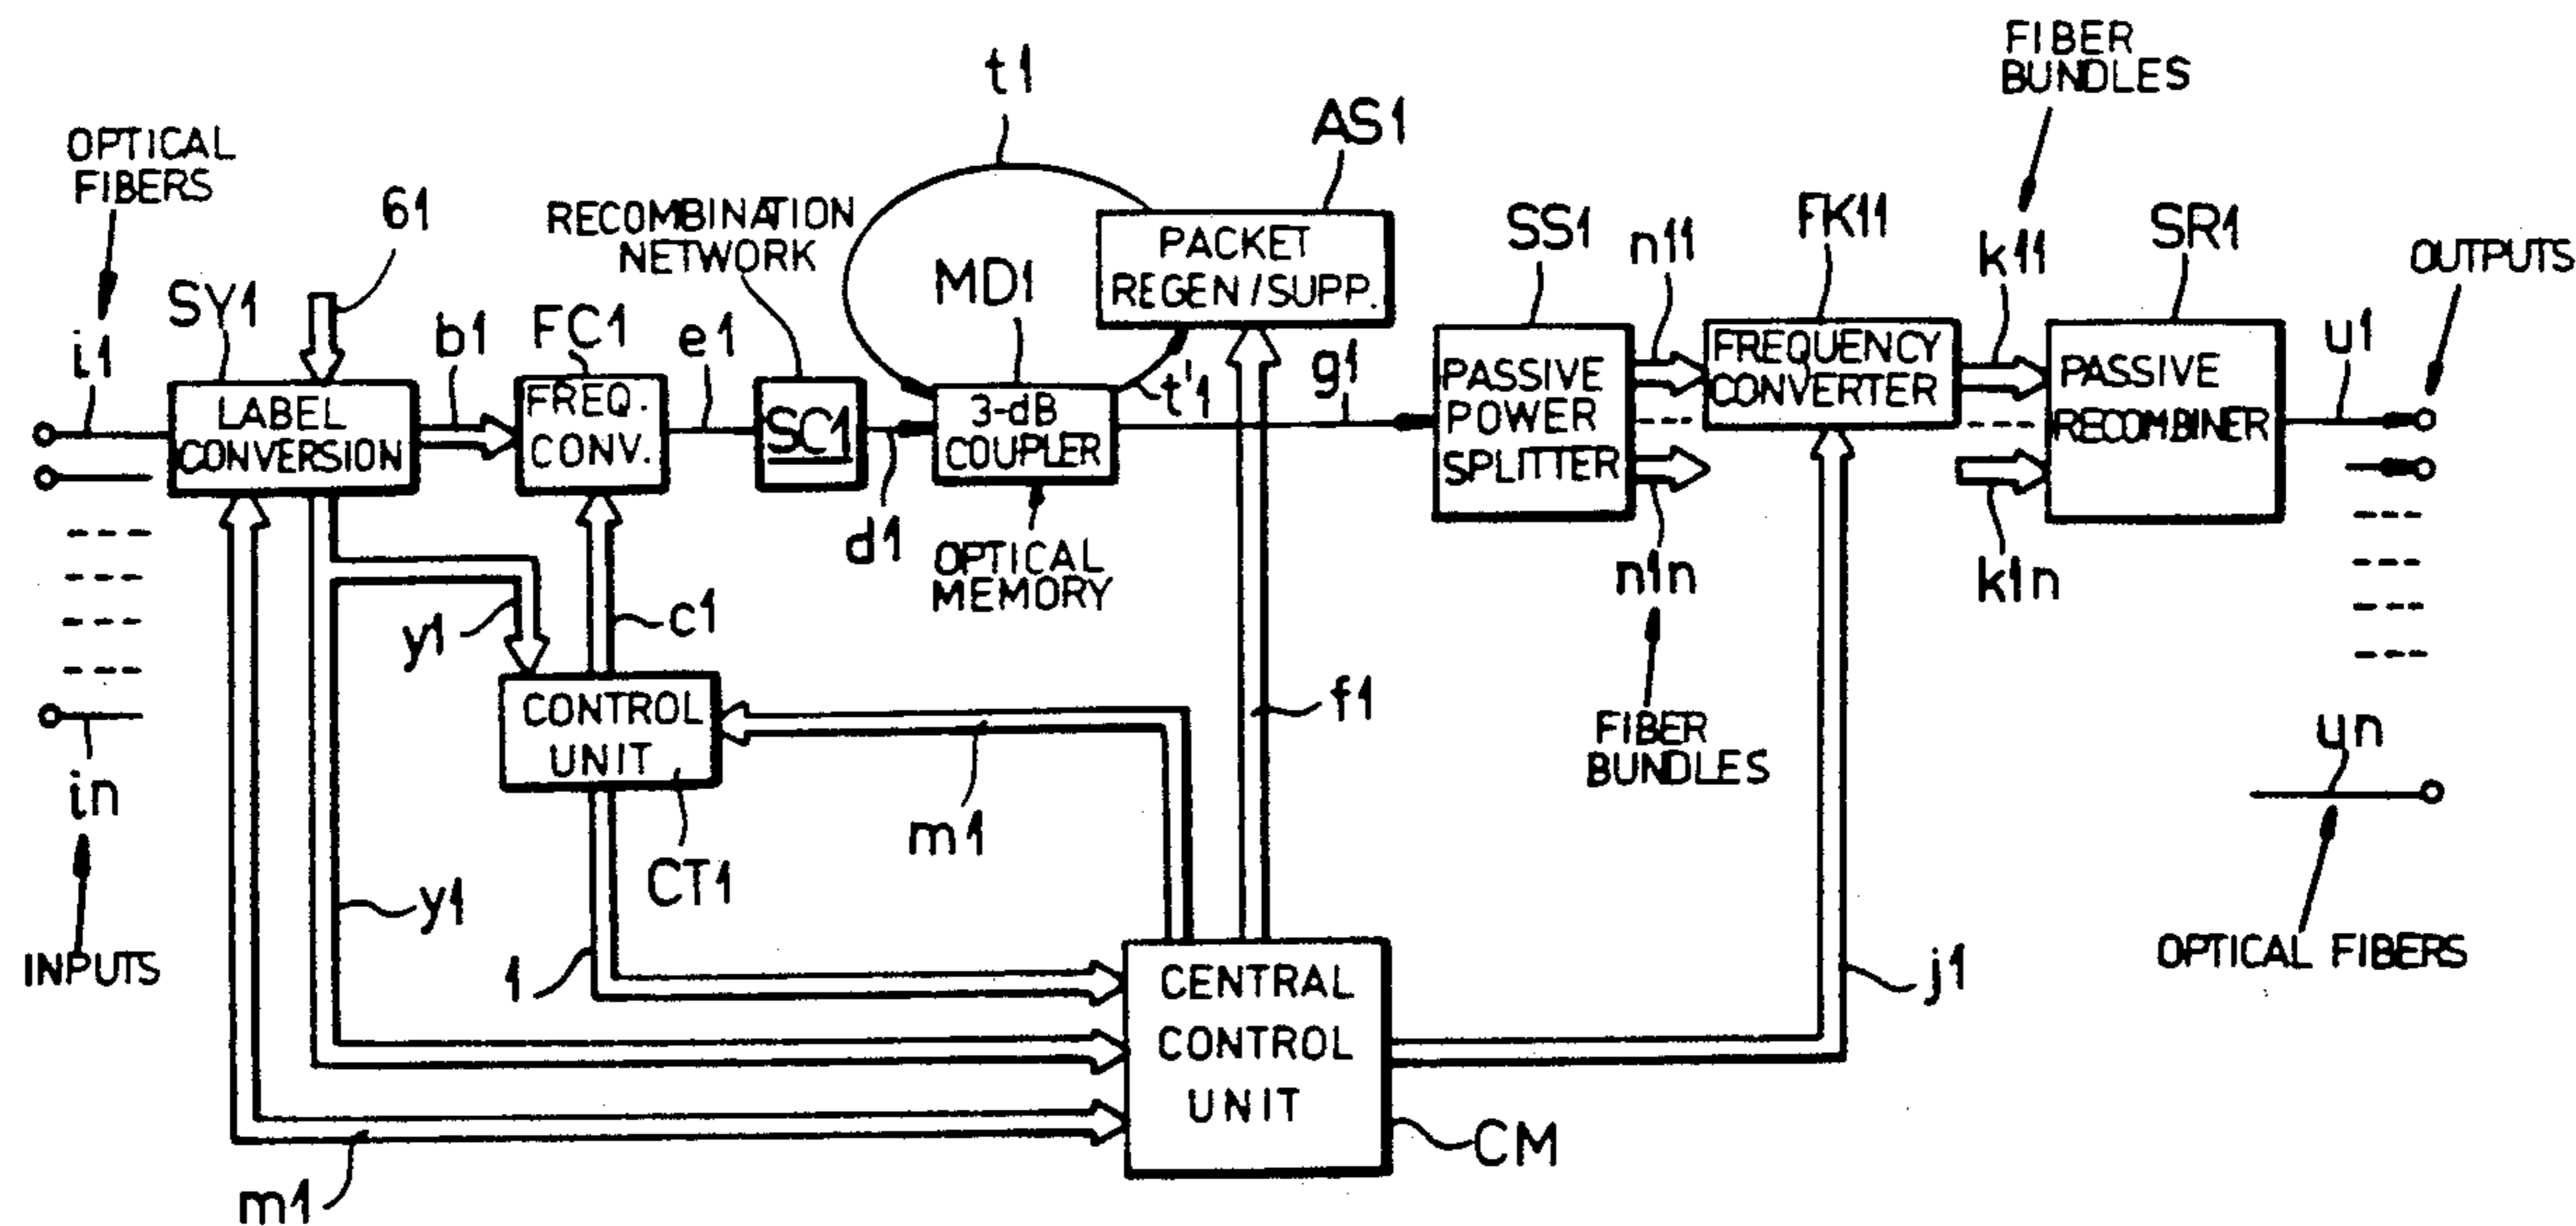 FIBER
BUNDLES
t1
AS1
OPTICAL
FIBERS
61
RECOMBINATION
NETWORK
PACKET
REGEN/SUPP.
SS1
n11
FK11
k11
SR1
OUTPUTS
SY1
i1
b1
FC1
e1
MD1
t'1
g1
u1
LABEL
CONVERSION
FREQ.
CONV.
SC1
3-dB
COUPLER
PASSIVE
POWER
SPLITTER
FREQUENCY
CONVERTER
PASSIVE
RECOMBINER
d1
OPTICAL
MEMORY
n1n
k1n
y1
c1
CONTROL
UNIT
f1
FIBER
BUNDLES
un
in
m1
CT1
y1
INPUTS
1
CENTRAL
CONTROL
UNIT
j1
OPTICAL FIBERS
CM
m1